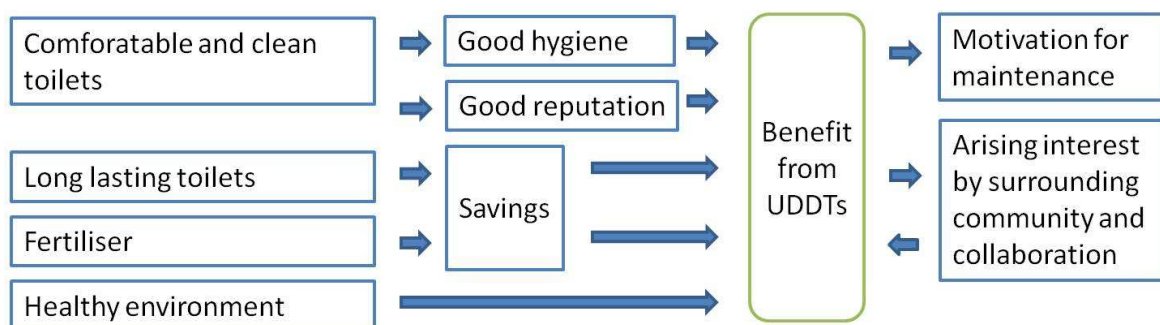 Comforatable and clean
toilets
Good hygiene
Good reputation
Long lasting toilets
Fertiliser
Savings
Healthy environment
Benefit
from
UDDTs
Motivation for
maintenance
Arising interest
by surrounding
community and
collaboration